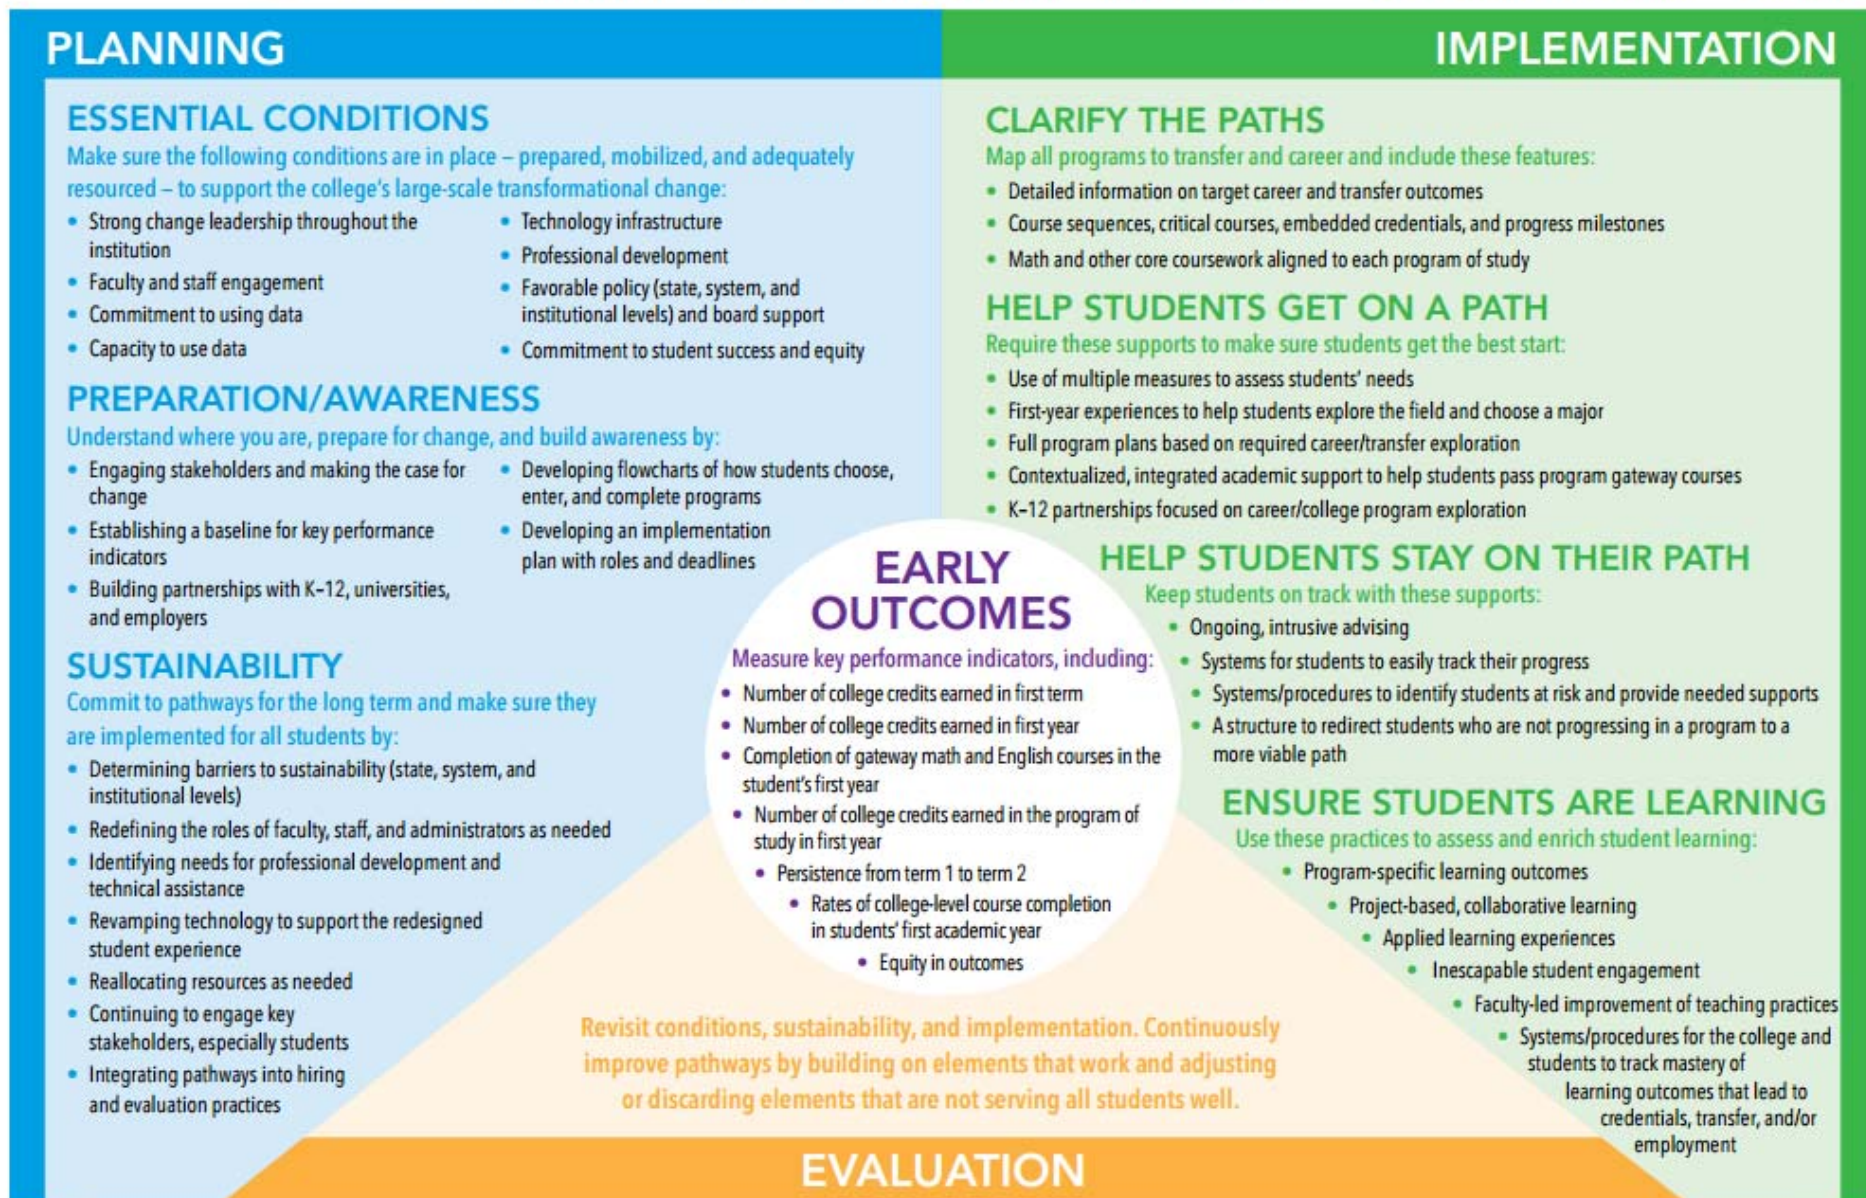 PLANNING
IMPLEMENTATION
ESSENTIAL CONDITIONS
Make sure the following conditions are in place – prepared, mobilized, and adequately
resourced – to support the college's large-scale transformational change:
• Strong change leadership throughout the
institution
• Faculty and staff engagement
• Commitment to using data
• Capacity to use data
• Technology infrastructure
• Professional development
• Favorable policy (state, system, and
institutional levels) and board support
• Commitment to student success and equity
PREPARATION/AWARENESS
Understand where you are, prepare for change, and build awareness by:
• Engaging stakeholders and making the case for
change
• Establishing a baseline for key performance
indicators
• Building partnerships with K–12, universities,
and employers
• Developing flowcharts of how students choose,
enter, and complete programs
• Developing an implementation
plan with roles and deadlines
SUSTAINABILITY
Commit to pathways for the long term and make sure they
are implemented for all students by:
• Determining barriers to sustainability (state, system, and
institutional levels)
• Redefining the roles of faculty, staff, and administrators as needed
• Identifying needs for professional development and
technical assistance
• Revamping technology to support the redesigned
student experience
• Reallocating resources as needed
• Continuing to engage key
stakeholders, especially students
• Integrating pathways into hiring
and evaluation practices
EARLY
OUTCOMES
Measure key performance indicators, including:
• Number of college credits earned in first term
• Number of college credits earned in first year
• Completion of gateway math and English courses in the
student's first year
• Number of college credits earned in the program of
study in first year
• Persistence from term 1 to term 2
• Rates of college-level course completion
in students' first academic year
• Equity in outcomes
CLARIFY THE PATHS
Map all programs to transfer and career and include these features:
• Detailed information on target career and transfer outcomes
• Course sequences, critical courses, embedded credentials, and progress milestones
• Math and other core coursework aligned to each program of study
HELP STUDENTS GET ON A PATH
Require these supports to make sure students get the best start:
• Use of multiple measures to assess students' needs
• First-year experiences to help students explore the field and choose a major
• Full program plans based on required career/transfer exploration
• Contextualized, integrated academic support to help students pass program gateway courses
• K–12 partnerships focused on career/college program exploration
HELP STUDENTS STAY ON THEIR PATH
Keep students on track with these supports:
• Ongoing, intrusive advising
• Systems for students to easily track their progress
• Systems/procedures to identify students at risk and provide needed supports
• A structure to redirect students who are not progressing in a program to a
more viable path
ENSURE STUDENTS ARE LEARNING
Use these practices to assess and enrich student learning:
• Program-specific learning outcomes
• Project-based, collaborative learning
• Applied learning experiences
• Inescapable student engagement
• Faculty-led improvement of teaching practices
• Systems/procedures for the college and
students to track mastery of
learning outcomes that lead to
credentials, transfer, and/or
employment
Revisit conditions, sustainability, and implementation. Continuously
improve pathways by building on elements that work and adjusting
or discarding elements that are not serving all students well.
EVALUATION